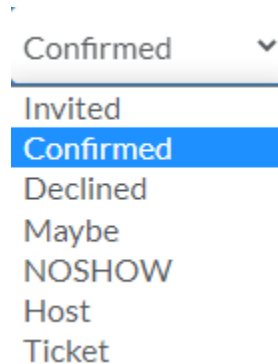 Confirmed
Invited
Confirmed
Declined
Maybe
NOSHOW
Host
Ticket